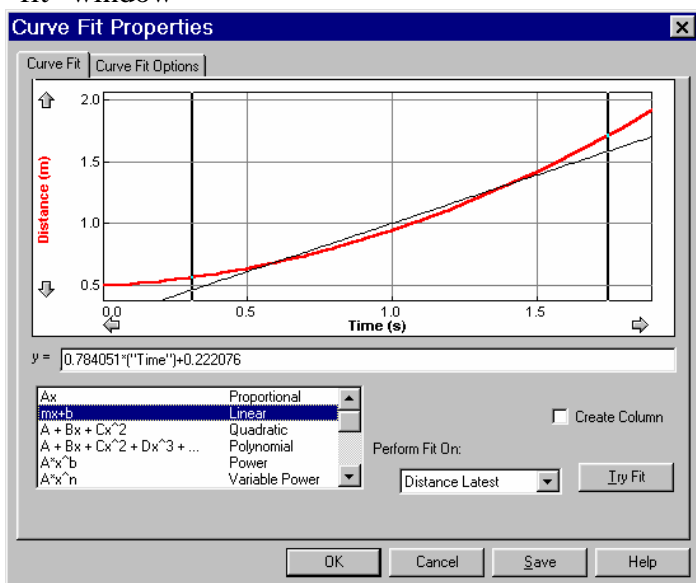 "fit" window
Curve Fit Properties
Curve Fit Curve Fit Options
2.0
1.5
1.0
0.5
Distance (m)
0.0 0.5 1.0 1.5
Time (s)
y = 0.784051*("Time")+0.222076
Ax Proportional
mx+b Linear
A + Bx + Cx^2 Quadratic
A + Bx + Cx^2 + Dx^3 + ... Polynomial
A*x^b Power
A*x^n Variable Power
Create Column
Perform Fit On:
Distance Latest
Try Fit
OK Cancel Save Help